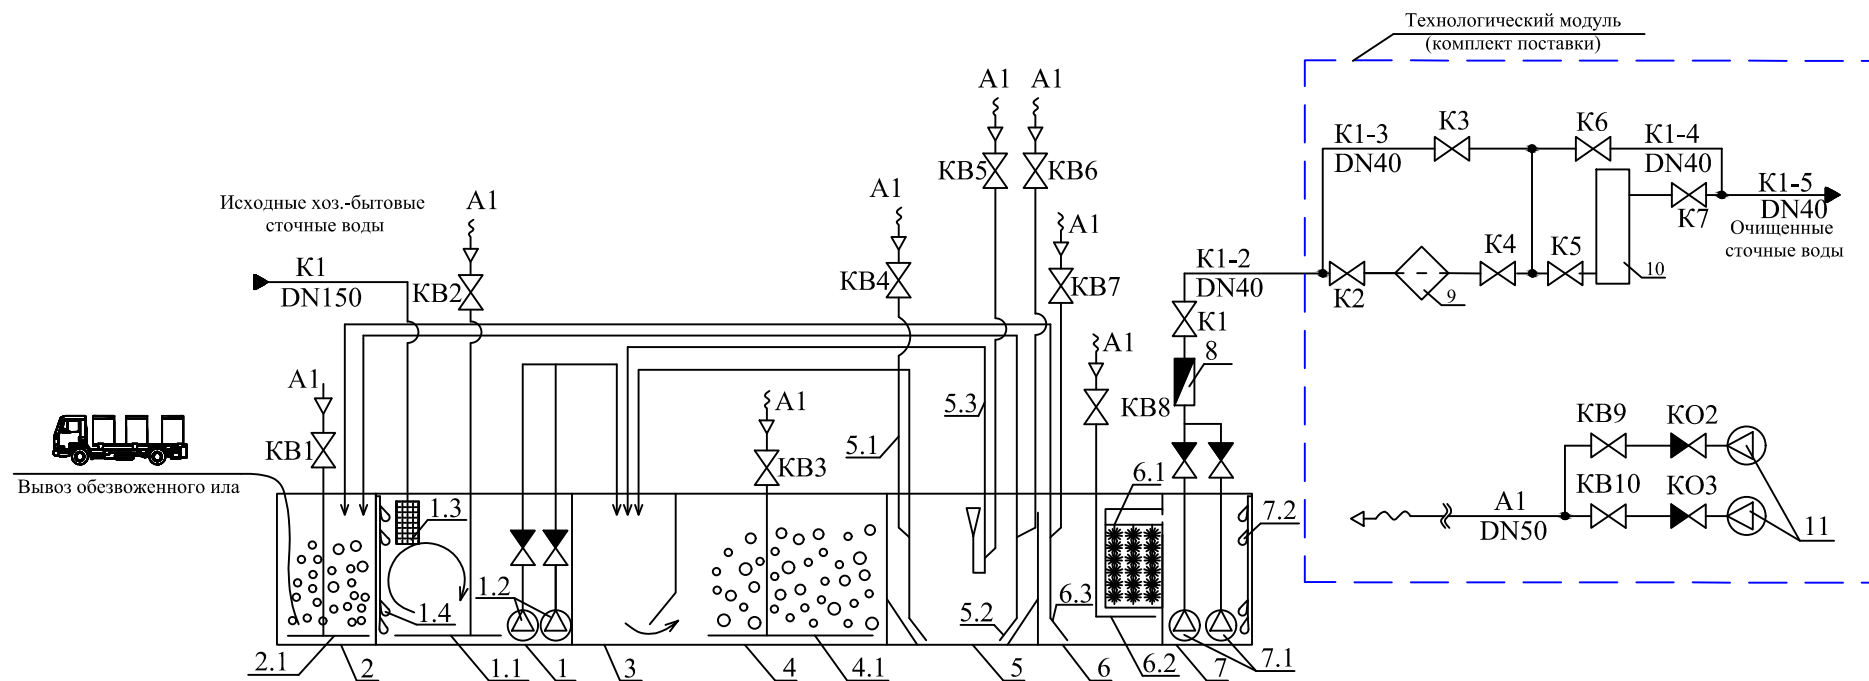 Технологический модуль
(комплект поставки)
А1
А1
К3
К6
К1-3
DN40
К1-4
DN40
КВ5
КВ6
А1
К1-5
DN40
К7
Очищенные
сточные воды
Исходные хоз.-бытовые
сточные воды
А1
А1
К1
DN150
КВ2
КВ4
КВ7
К1-2
DN40
К4
К5
К2
9
10
К1
8
А1
А1
А1
КВ1
КВ3
КВ8
5.3
5.1
КВ9
КО2
КВ10
КО3
А1
DN50
11
Вывоз обезвоженного ила
1.3
6.1
7.2
1.2
1.4
6.3
5.2
2.1
2
1.1
1
3
4
4.1
5
6
6.2
7
7.1